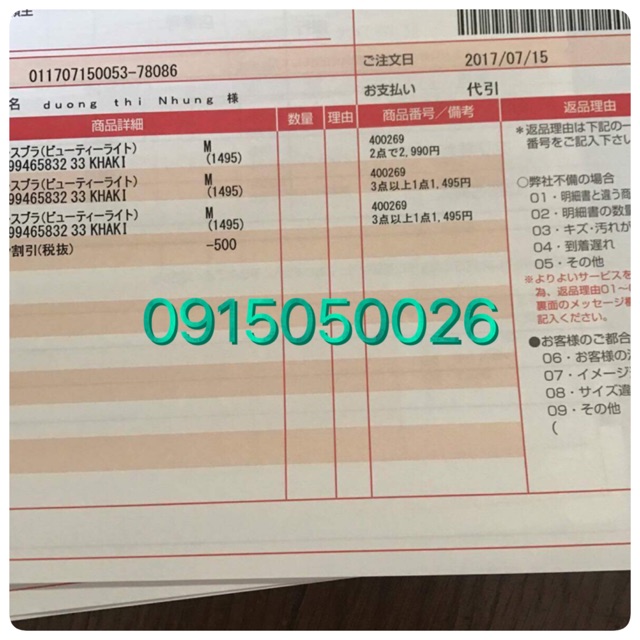 ご注文日 2017/07/15
011707150053-78086
お支払い 代引
名 duong thi Nhung 様
商品詳細 数量 理由 商品番号/備考 返品理由
スブラ(ビューティーライト) M 400269
99465832 33 KHAKI (1495) 2点で2,990円
スブラ(ビューティーライト) M 400269
99465832 33 KHAKI (1495) 3点以上1点1,495円
スブラ(ビューティーライト) M 400269
99465832 33 KHAKI (1495) 3点以上1点1,495円
割引(税抜) -500
*返品理由は下記の一
番号をご記入下さい
○弊社不備の場合
01・明細書と違う商
02・明細書の数量
03・キズ・汚れが
04・到着遅れ
05・その他
※よりよいサービスを
為、返品理由01~
裏面のメッセージ欄
記入ください。
●お客様のご都合
06・お客様の
07・イメージ
08・サイズ違
09・その他
(
0915050026